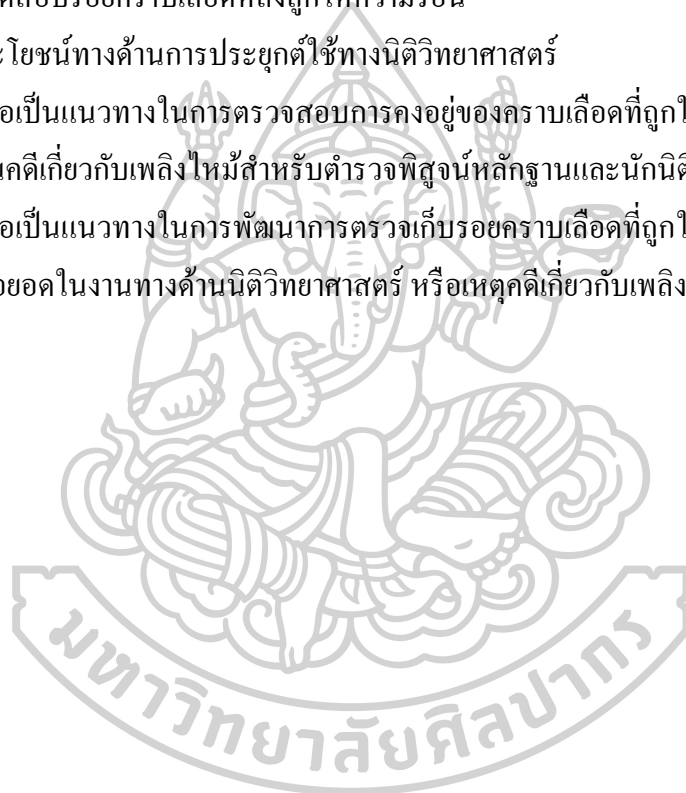 ทดสอบรอยคราบเลือดหลังถูกให้ความร้อน
ะโยชน์ทางด้านการประยุกต์ใช้ทางนิติวิทยาศาสตร์
อเป็นแนวทางในการตรวจสอบการคงอยู่ของคราบเลือดที่ถูกใ
นคดีเกี่ยวกับเพลิงไหม้สำหรับตำรวจพิสูจน์หลักฐานและนักนิติ
อเป็นแนวทางในการพัฒนาการตรวจเก็บรอยคราบเลือดที่ถูกใ
อยอดในงานทางด้านนิติวิทยาศาสตร์ หรือเหตุคดีเกี่ยวกับเพลิง
มหาวิทยาลัยศิลปากร